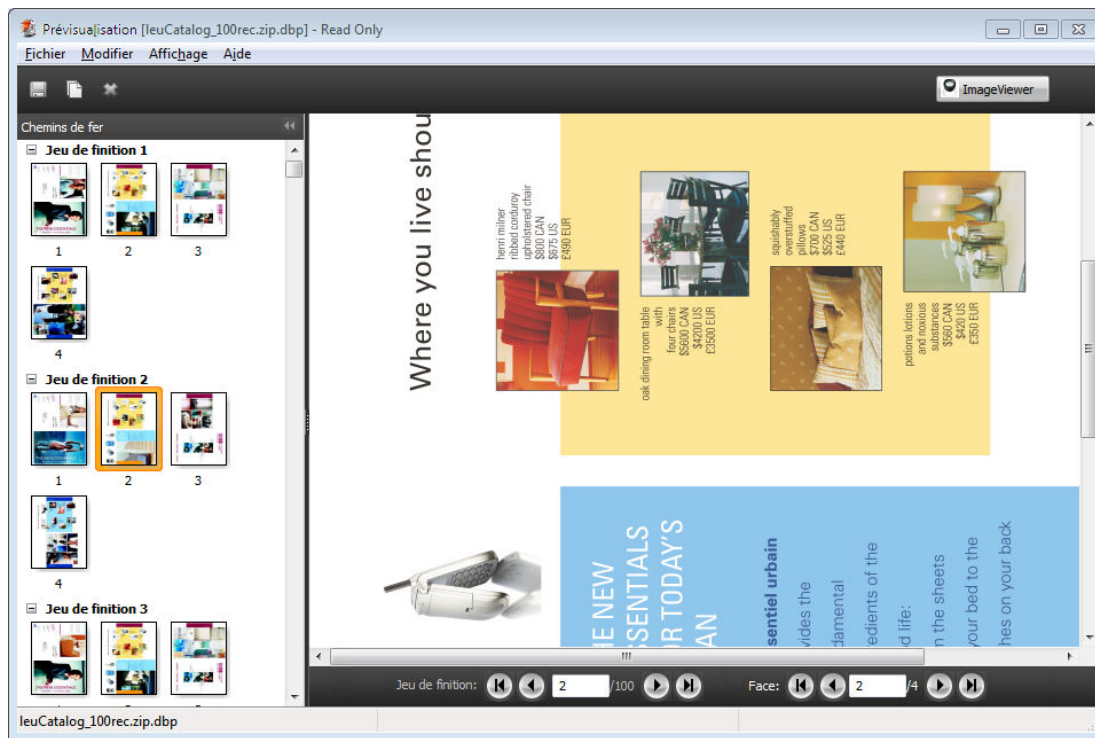 Prévisualisation [leuCatalog_100rec.zip.dbp] - Read Only
Fichier Modifier Affichage Aide
ImageViewer
Chemins de fer
Jeu de finition 1
1 2 3
4
Jeu de finition 2
1 2 3
4
Jeu de finition 3
Where you live shou
henri milner
ribbed corduroy
upholstered chair
$800 CAN
$675 US
£490 EUR
oak dining room table
with
four chairs
$5600 CAN
$4200 US
£3500 EUR
squishably
overstuffed
pillows
$700 CAN
$525 US
£440 EUR
potions lotions
and noxious
substances
$560 CAN
$420 US
£350 EUR
HE NEW
SSENTIALS
OR TODAY'S
AN
sentiel urbain
vides the
damental
edients of the
d life:
n the sheets
your bed to the
hes on your back
Jeu de finition: 2 /100 Face: 2 /4
leuCatalog_100rec.zip.dbp